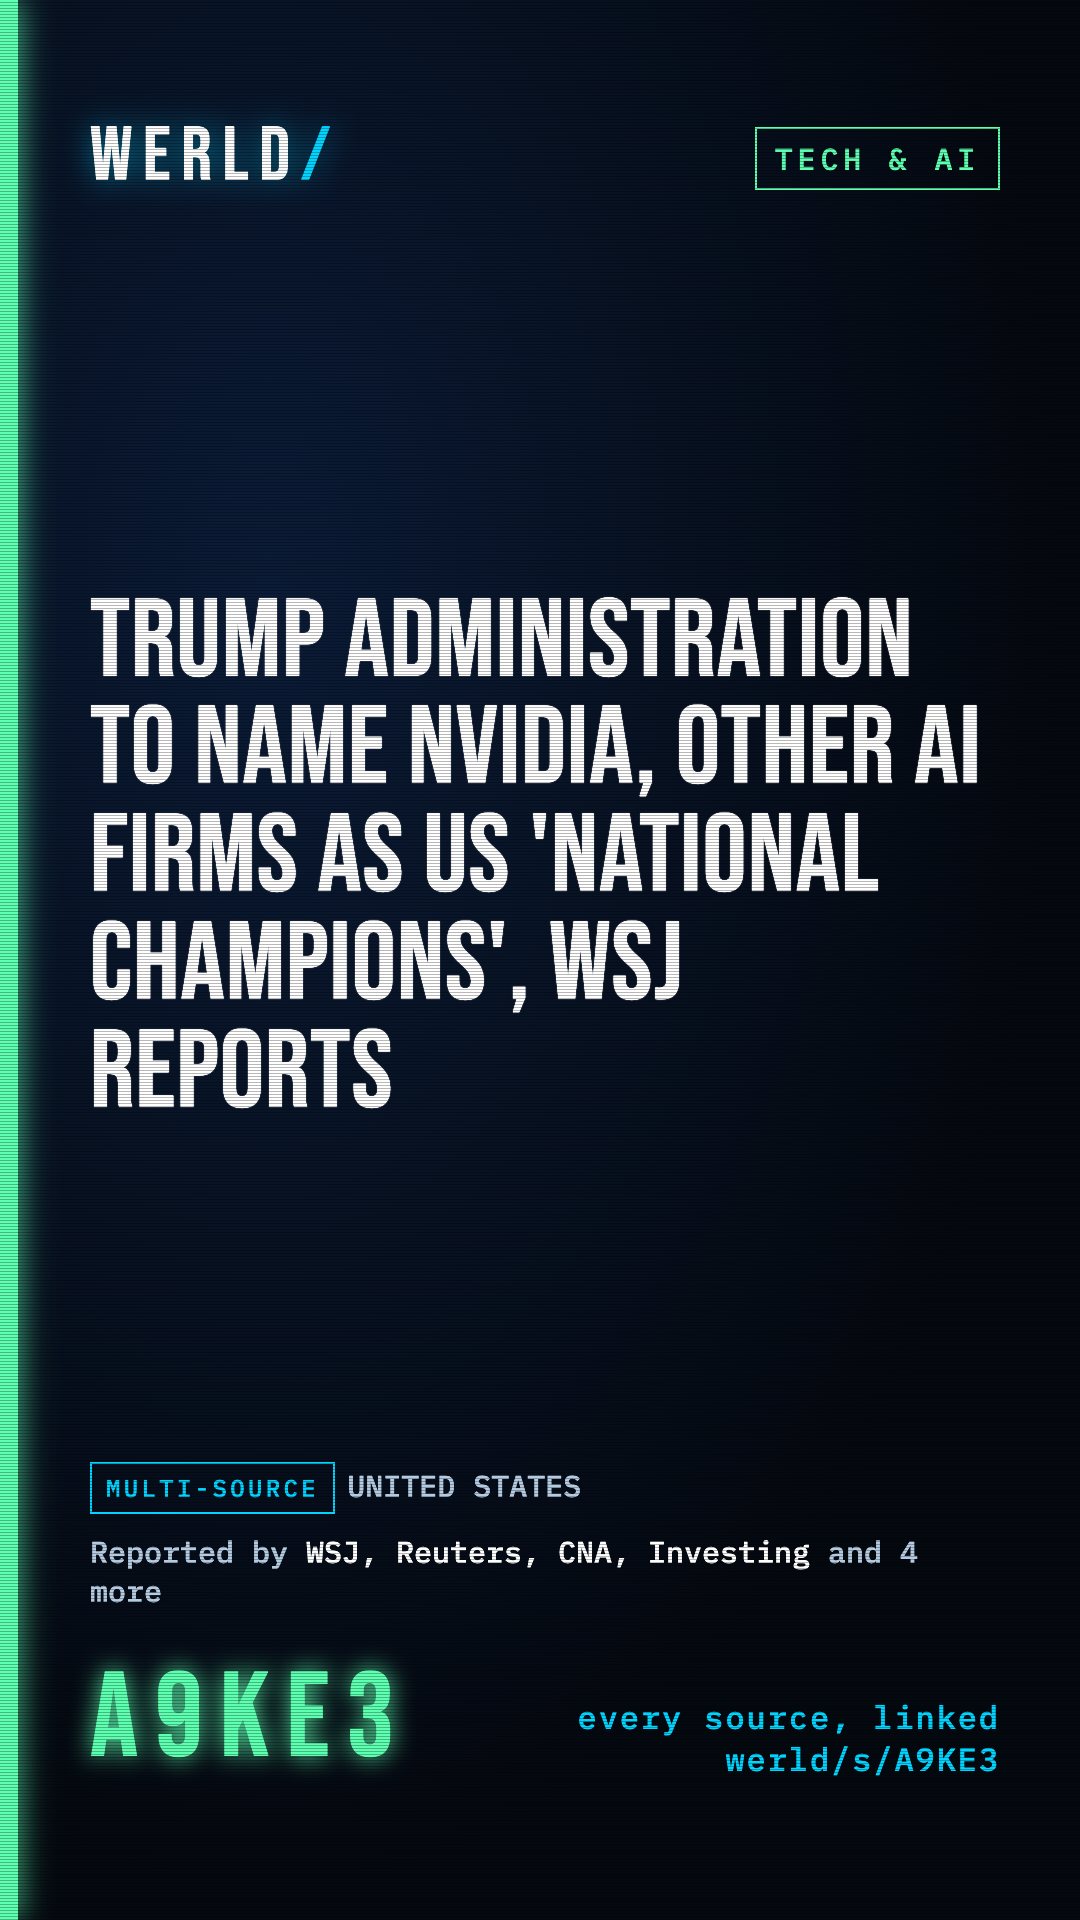 WERLD/
TECH & AI
TRUMP ADMINISTRATION
TO NAME NVIDIA, OTHER AI
FIRMS AS US 'NATIONAL
CHAMPIONS', WSJ
REPORTS
MULTI-SOURCE UNITED STATES
Reported by WSJ, Reuters, CNA, Investing and 4
more
A9KE3
every source, linked
werld/s/A9KE3